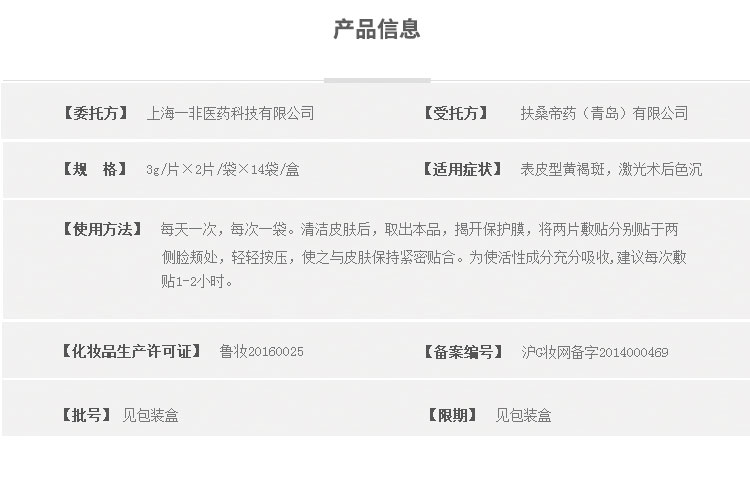 产品信息
【委托方】 上海一非医药科技有限公司 【受托方】 扶桑帝药（青岛）有限公司
【规 格】 3g/片×2片/袋×14袋/盒 【适用症状】 表皮型黄褐斑，激光术后色沉
【使用方法】 每天一次，每次一袋。清洁皮肤后，取出本品，揭开保护膜，将两片敷贴分别贴于两
侧脸颊处，轻轻按压，使之与皮肤保持紧密贴合。为使活性成分充分吸收,建议每次敷
贴1-2小时。
【化妆品生产许可证】 鲁妆20160025 【备案编号】 沪G妆网备字2014000469
【批号】 见包装盒 【限期】 见包装盒